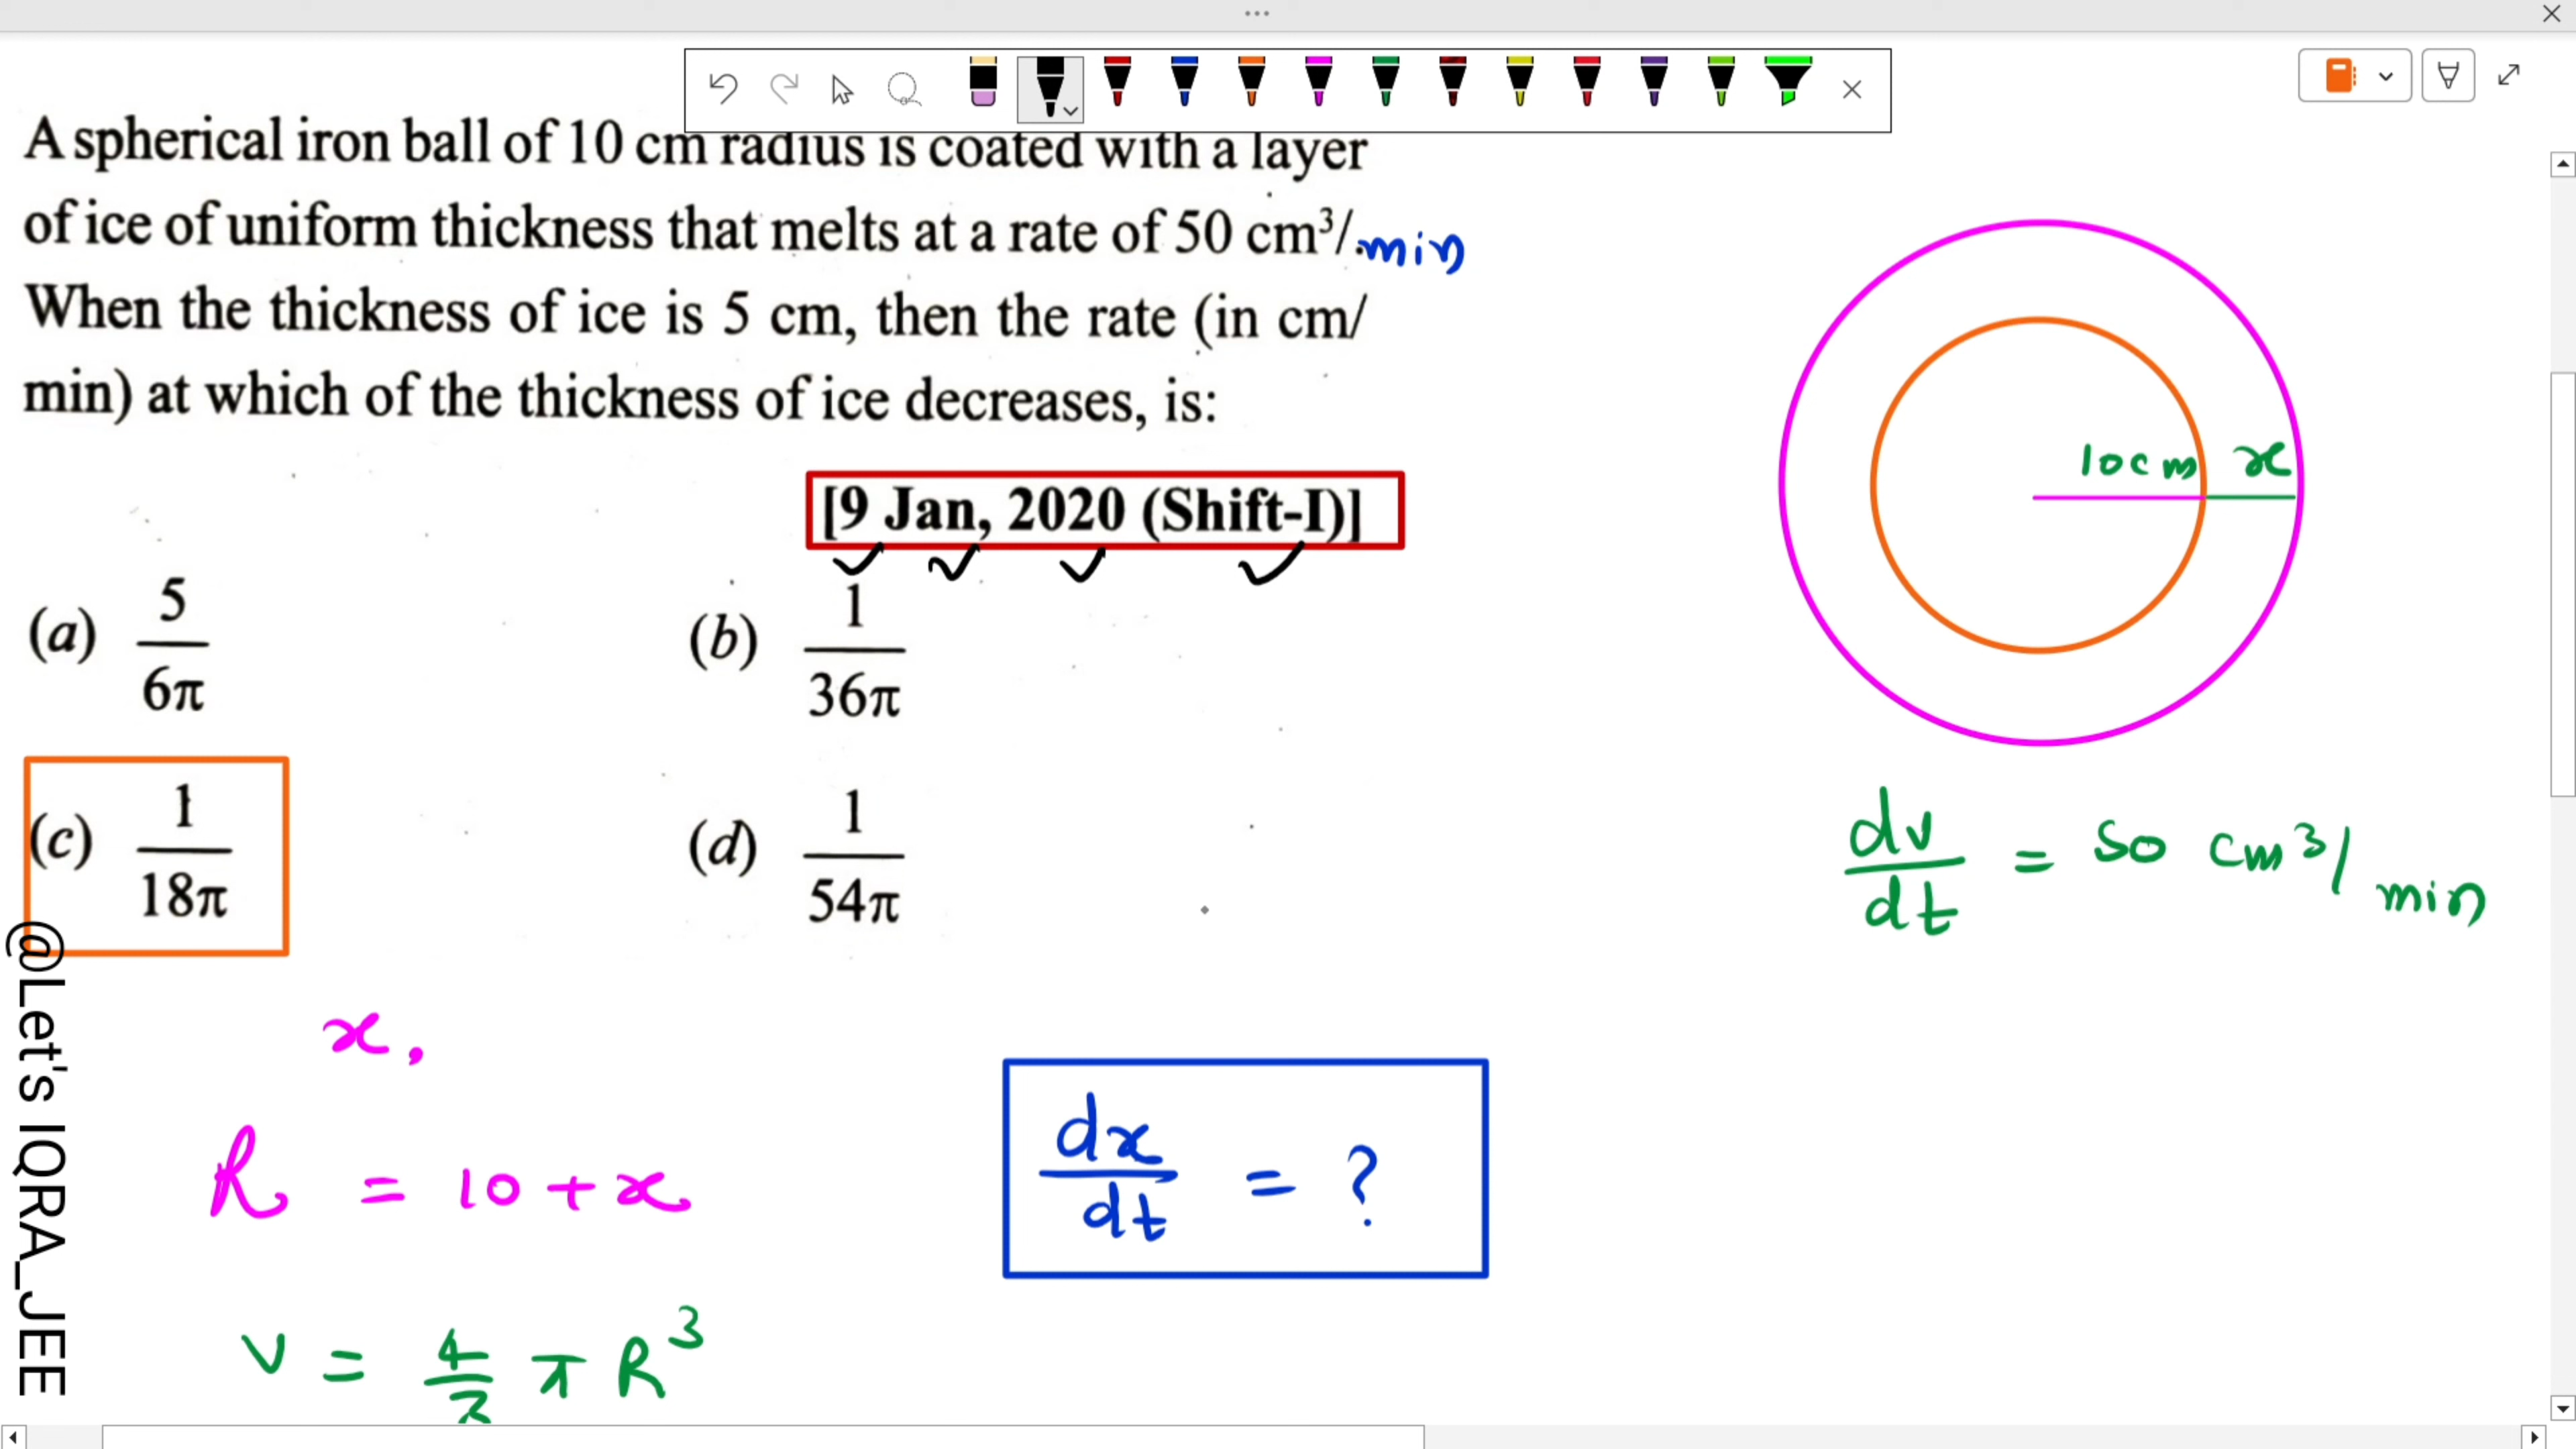 A spherical iron ball of 10 cm radius is coated with a layer
of ice of uniform thickness that melts at a rate of 50 cm³/.min
When the thickness of ice is 5 cm, then the rate (in cm/
min) at which of the thickness of ice decreases, is:
[9 Jan, 2020 (Shift-I)]
(a) 5/6π
(b) 1/36π
(c) 1/18π
(d) 1/54π
10cm x
dv/dt = 50 cm³/min
x,
R = 10 + x
dx/dt = ?
v = 4/3 π R³
@Let's IQRA_JEE